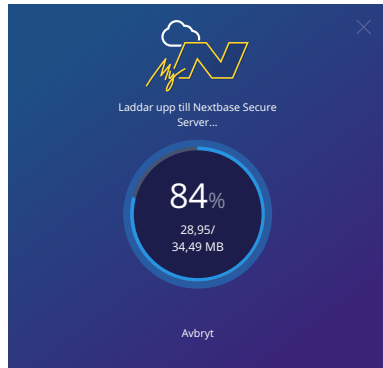 My N
Laddar upp till Nextbase Secure
Server...
84%
28,95/
34,49 MB
Avbryt